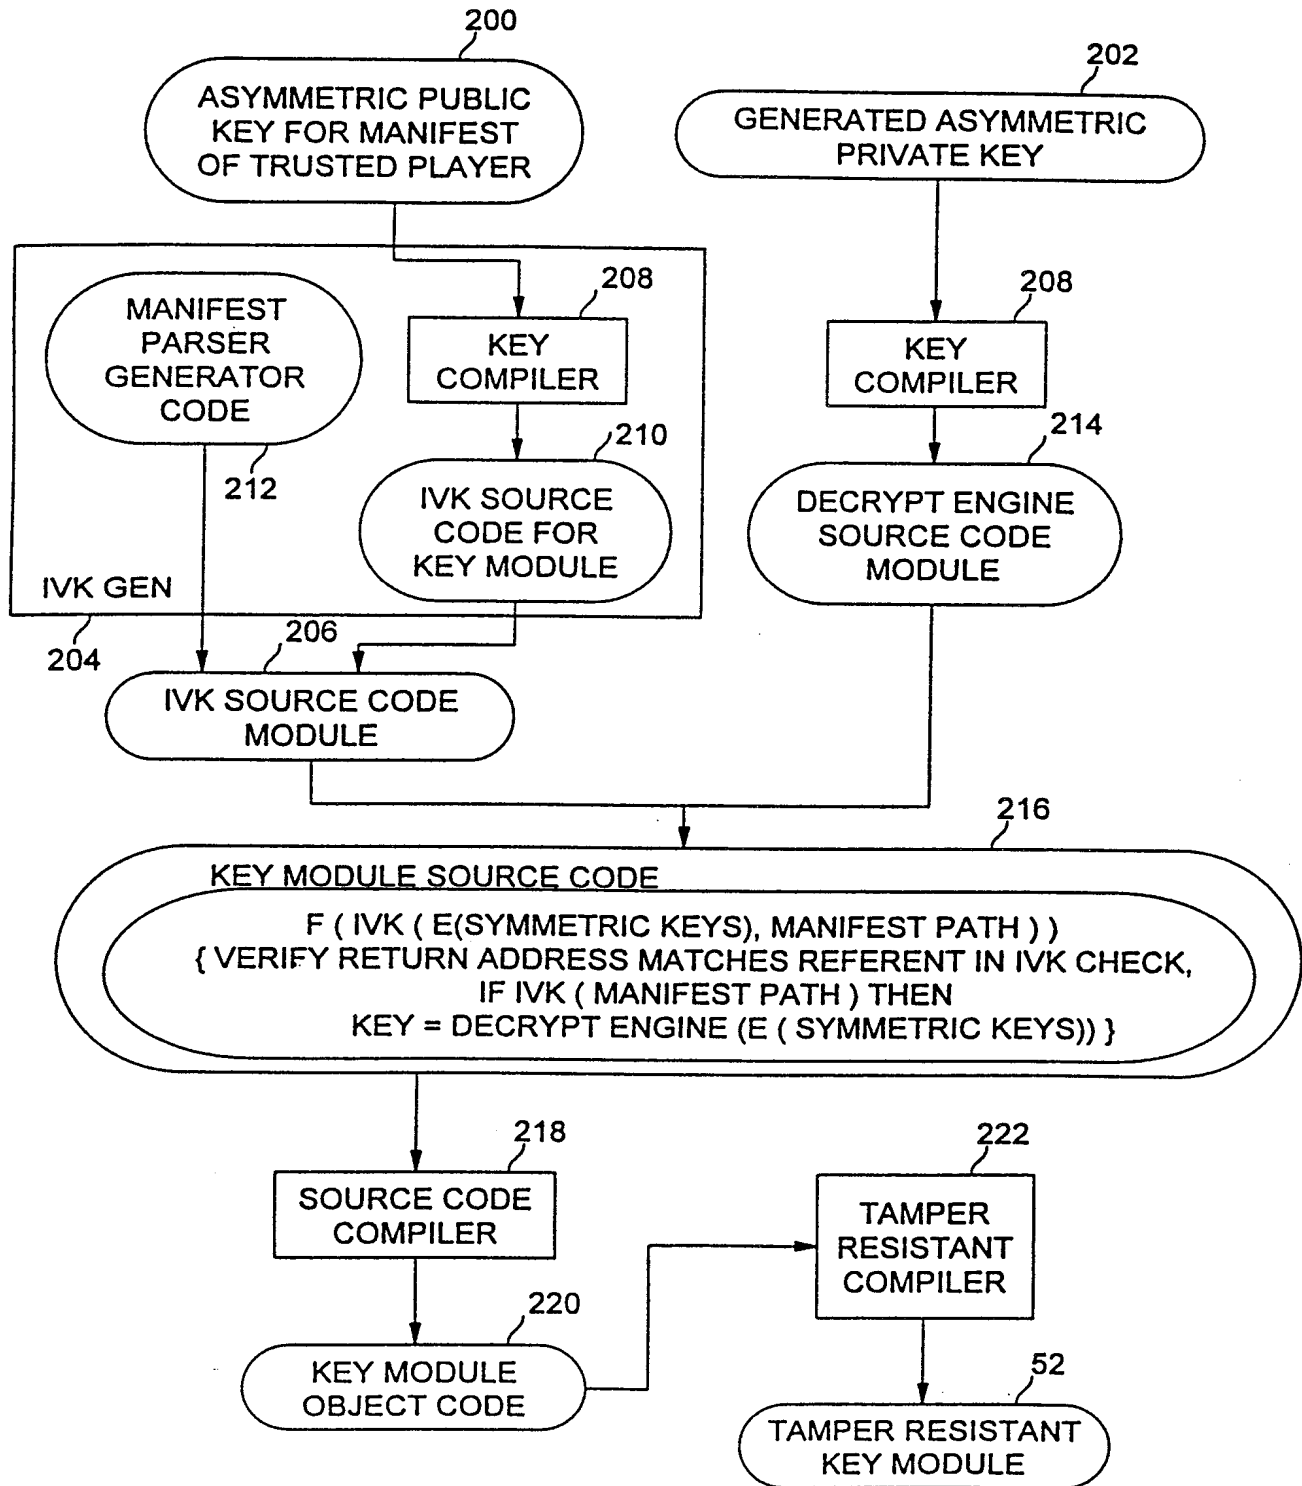 200
ASYMMETRIC PUBLIC
KEY FOR MANIFEST
OF TRUSTED PLAYER
202
GENERATED ASYMMETRIC
PRIVATE KEY
MANIFEST
PARSER
GENERATOR
CODE
212
208
KEY
COMPILER
210
IVK SOURCE
CODE FOR
KEY MODULE
IVK GEN
204
208
KEY
COMPILER
214
DECRYPT ENGINE
SOURCE CODE
MODULE
206
IVK SOURCE CODE
MODULE
216
KEY MODULE SOURCE CODE
F ( IVK ( E(SYMMETRIC KEYS), MANIFEST PATH ) )
{ VERIFY RETURN ADDRESS MATCHES REFERENT IN IVK CHECK,
IF IVK ( MANIFEST PATH ) THEN
KEY = DECRYPT ENGINE (E ( SYMMETRIC KEYS)) }
218
SOURCE CODE
COMPILER
220
KEY MODULE
OBJECT CODE
222
TAMPER
RESISTANT
COMPILER
52
TAMPER RESISTANT
KEY MODULE